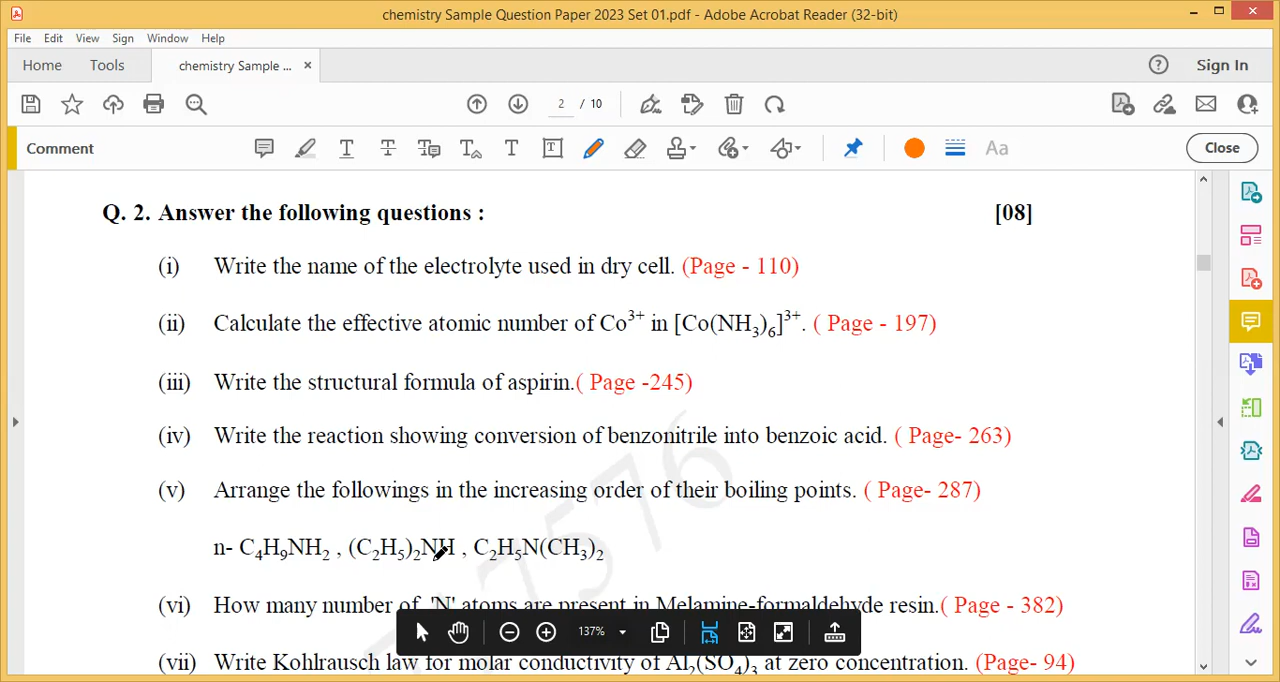 chemistry Sample Question Paper 2023 Set 01.pdf - Adobe Acrobat Reader (32-bit)
File Edit View Sign Window Help
Home Tools chemistry Sample ... × Sign In
2 / 10
Comment Aa Close
Q. 2. Answer the following questions : [08]
(i) Write the name of the electrolyte used in dry cell. (Page - 110)
(ii) Calculate the effective atomic number of Co³⁺ in [Co(NH₃)₆]³⁺. ( Page - 197)
(iii) Write the structural formula of aspirin.( Page -245)
(iv) Write the reaction showing conversion of benzonitrile into benzoic acid. ( Page- 263)
(v) Arrange the followings in the increasing order of their boiling points. ( Page- 287)
n- C₄H₉NH₂ , (C₂H₅)₂NH , C₂H₅N(CH₃)₂
(vi) How many number of 'N' atoms are present in Melamine-formaldehyde resin.( Page - 382)
137%
(vii) Write Kohlrausch law for molar conductivity of Al₂(SO₄)₃ at zero concentration. (Page- 94)